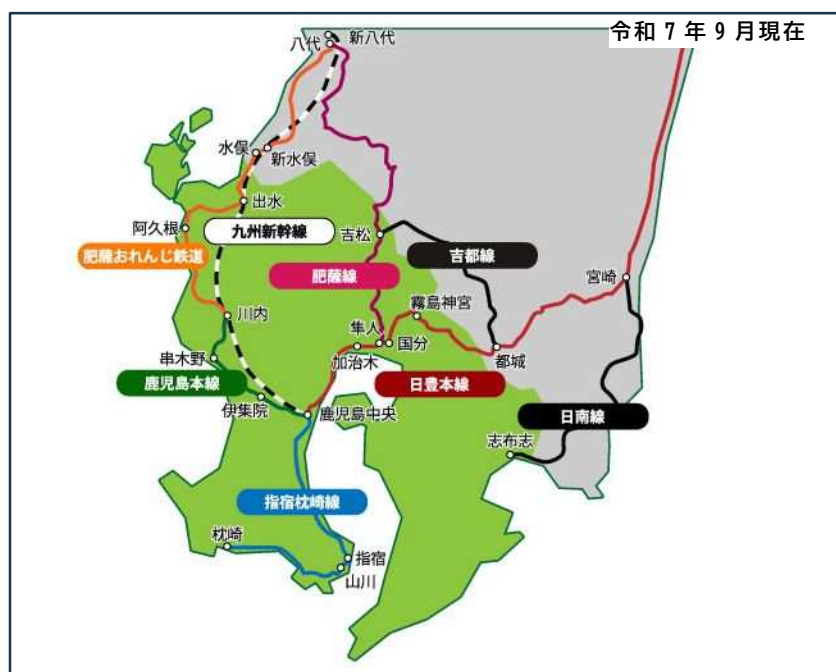 令和７年９月現在
新八代
八代
水俣
新水俣
出水
阿久根
九州新幹線
吉松
吉都線
肥薩おれんじ鉄道
肥薩線
宮崎
霧島神宮
川内
隼人
国分
都城
加治木
串木野
鹿児島本線
日豊本線
伊集院
鹿児島中央
日南線
志布志
指宿枕崎線
枕崎
指宿
山川